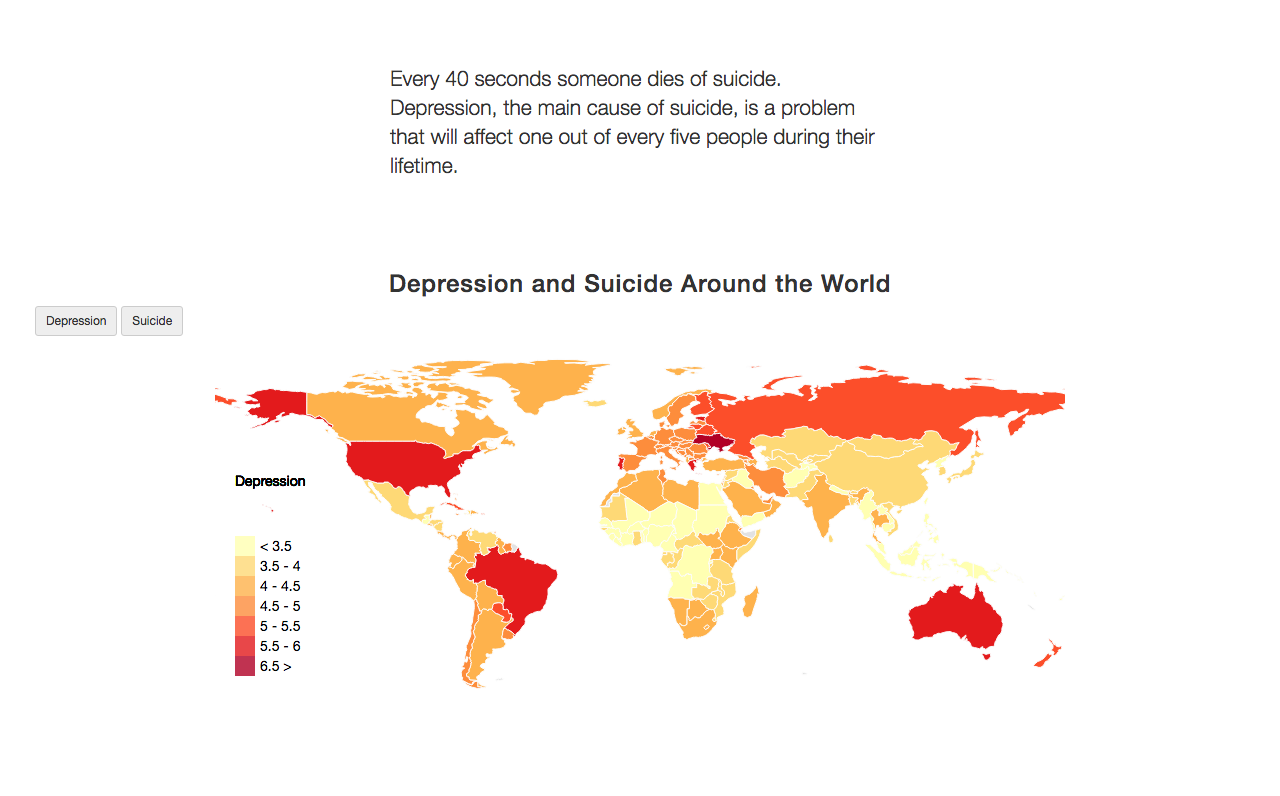 Every 40 seconds someone dies of suicide.
Depression, the main cause of suicide, is a problem
that will affect one out of every five people during their
lifetime.
Depression and Suicide Around the World
Depression
Suicide
Depression
< 3.5
3.5 - 4
4 - 4.5
4.5 - 5
5 - 5.5
5.5 - 6
6.5 >